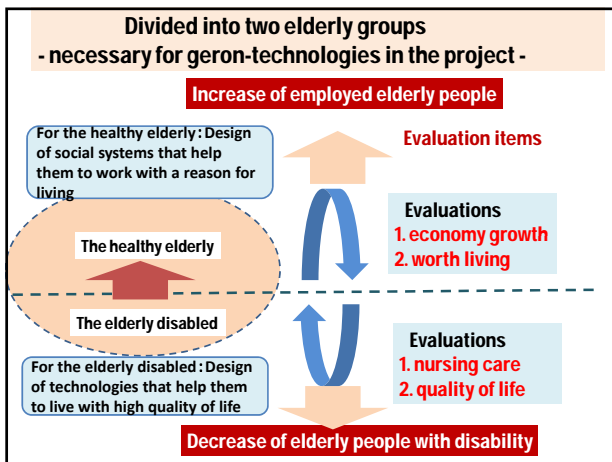 Divided into two elderly groups
- necessary for geron-technologies in the project -
Increase of employed elderly people
For the healthy elderly：Design
of social systems that help
them to work with a reason for
living
Evaluation items
Evaluations
1. economy growth
2. worth living
The healthy elderly
The elderly disabled
For the elderly disabled：Design
of technologies that help them
to live with high quality of life
Evaluations
1. nursing care
2. quality of life
Decrease of elderly people with disability